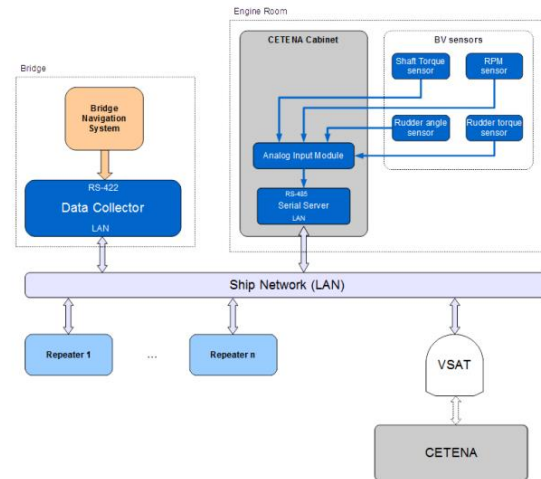 Engine Room
CETENA Cabinet
BV sensors
Shaft Torque
sensor
RPM
sensor
Rudder angle
sensor
Rudder torque
sensor
Analog Input Module
RS-485
Serial Server
LAN
Bridge
Bridge
Navigation
System
RS-422
Data Collector
LAN
Ship Network (LAN)
Repeater 1
...
Repeater n
VSAT
CETENA